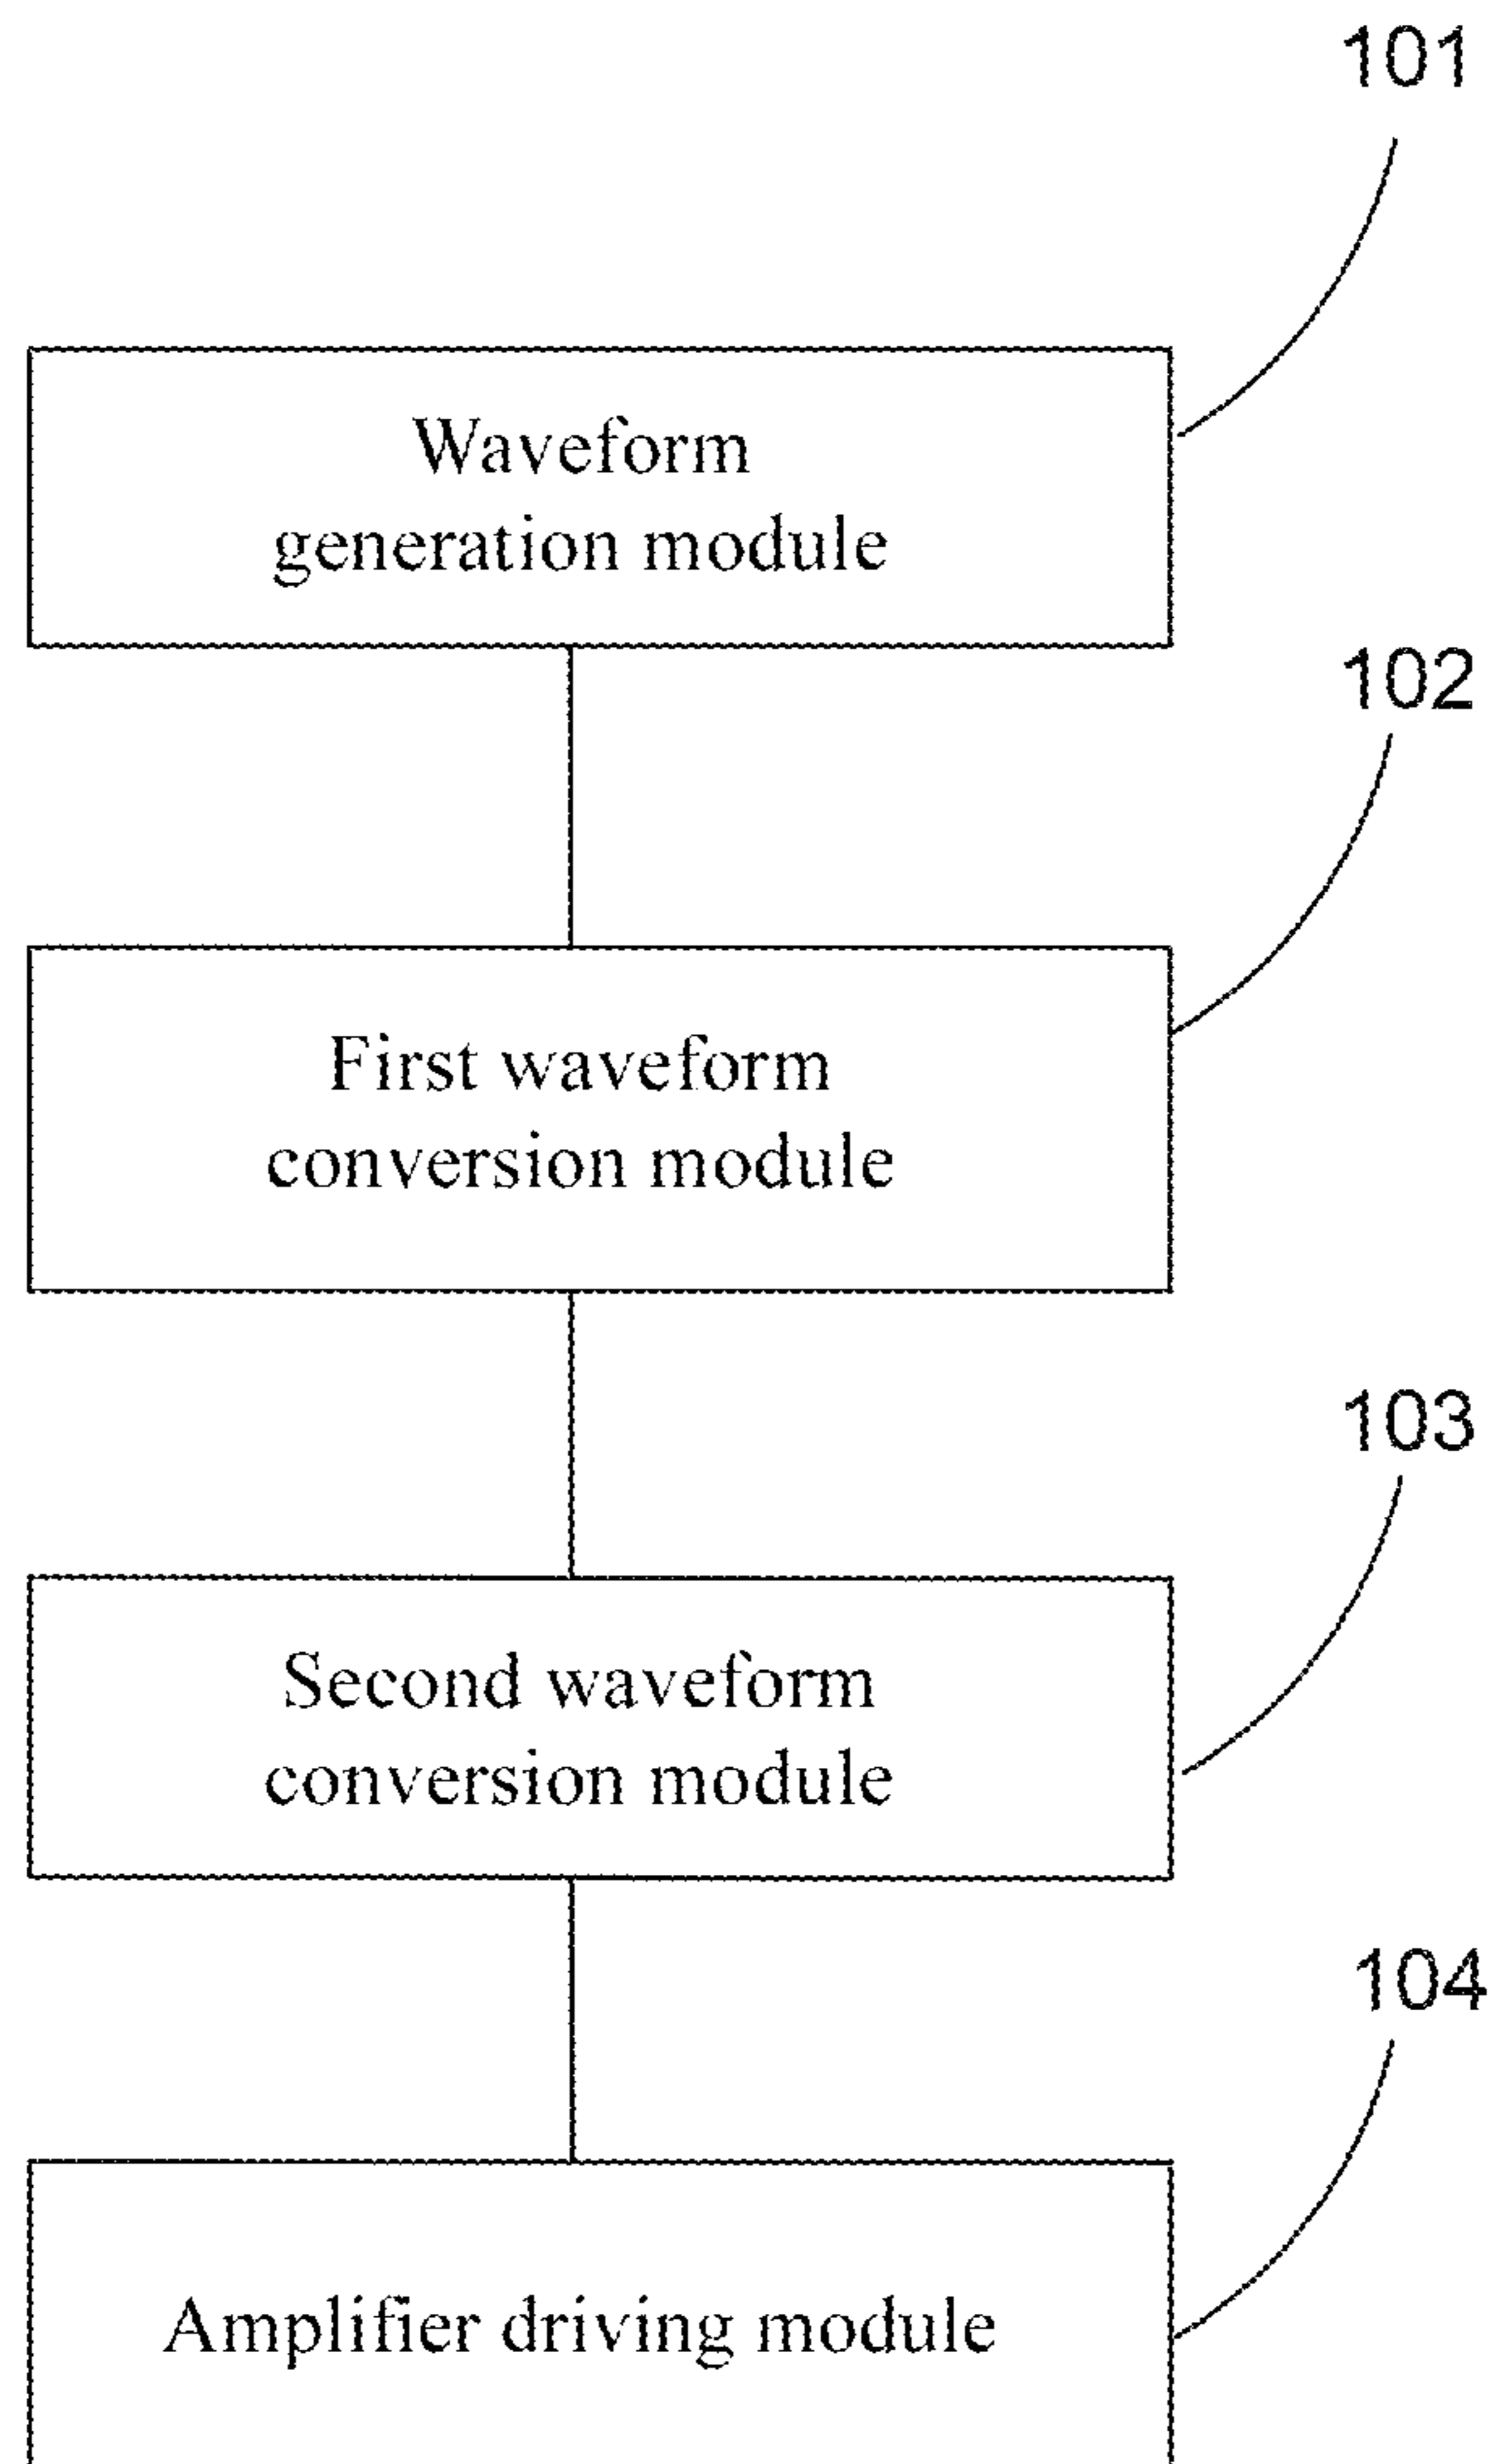 101
Waveform
generation module
102
First waveform
conversion module
103
Second waveform
conversion module
104
Amplifier driving module